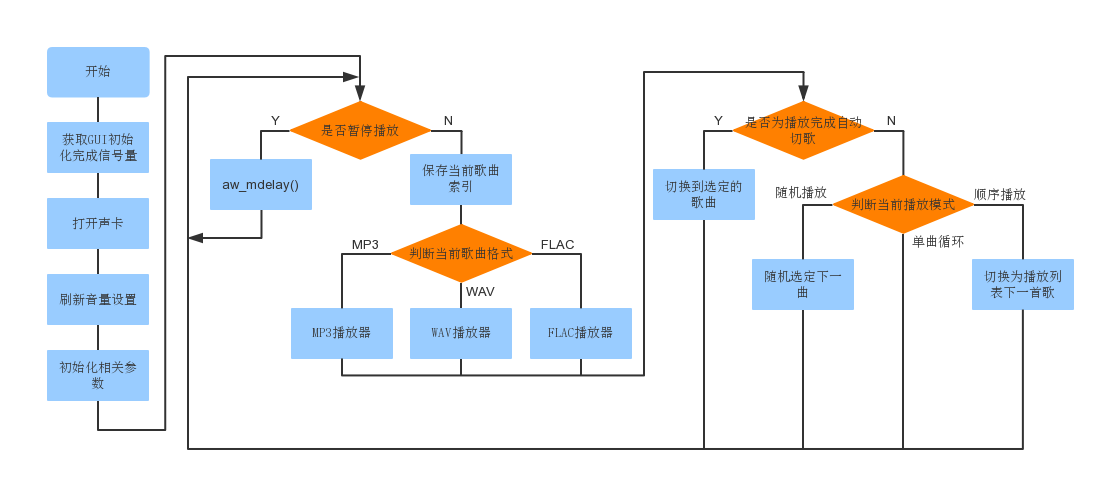 开始
获取GUI初始
化完成信号量
打开声卡
刷新音量设置
初始化相关参
数
Y
是否暂停播放
N
aw_mdelay()
保存当前歌曲
索引
MP3
判断当前歌曲格式
FLAC
WAV
MP3播放器
WAV播放器
FLAC播放器
Y
是否为播放完成自动
切歌
N
切换到选定的
歌曲
随机播放
判断当前播放模式
顺序播放
单曲循环
随机选定下一
曲
切换为播放列
表下一首歌